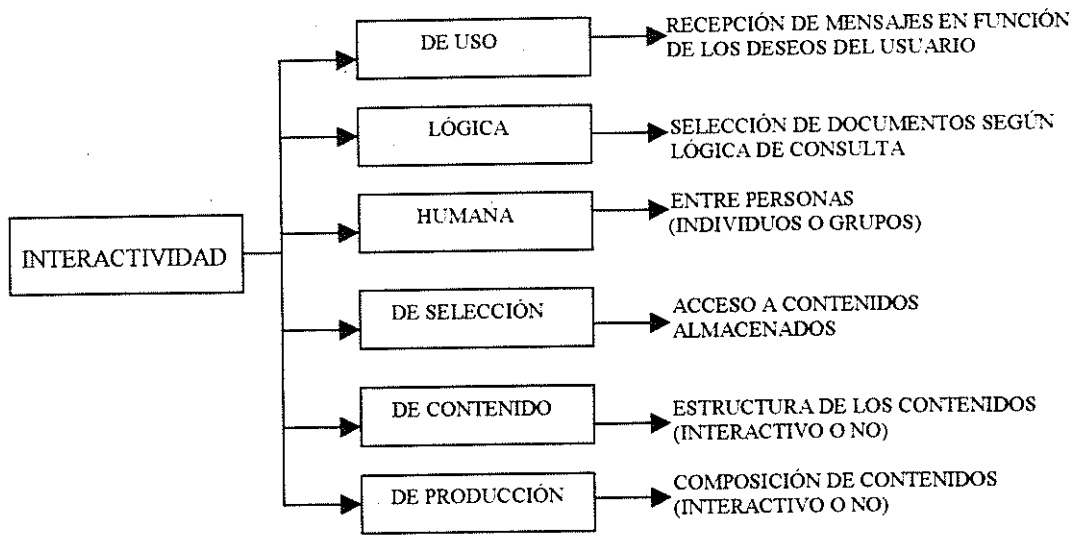 DE USO
RECEPCIÓN DE MENSAJES EN FUNCIÓN
DE LOS DESEOS DEL USUARIO
LÓGICA
SELECCIÓN DE DOCUMENTOS SEGÚN
LÓGICA DE CONSULTA
HUMANA
ENTRE PERSONAS
(INDIVIDUOS O GRUPOS)
INTERACTIVIDAD
DE SELECCIÓN
ACCESO A CONTENIDOS
ALMACENADOS
DE CONTENIDO
ESTRUCTURA DE LOS CONTENIDOS
(INTERACTIVO O NO)
DE PRODUCCIÓN
COMPOSICIÓN DE CONTENIDOS
(INTERACTIVO O NO)